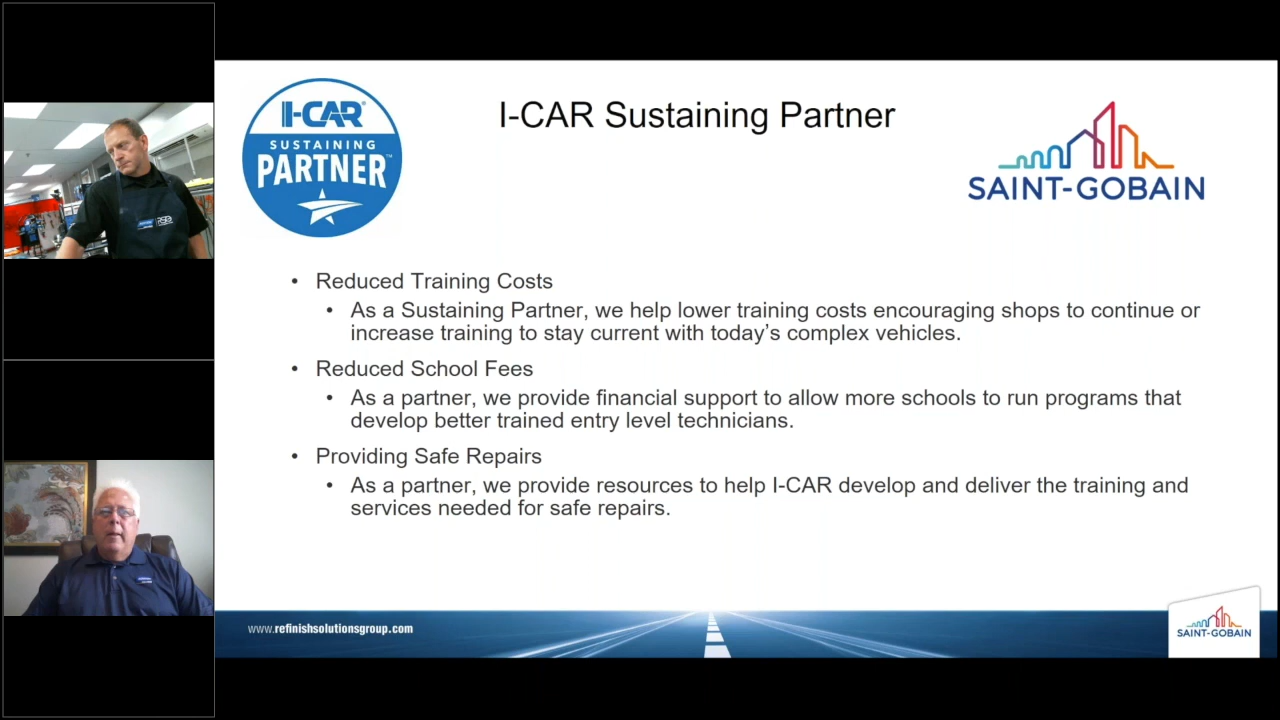 I-CAR®
SUSTAINING
PARTNER™
I-CAR Sustaining Partner
SAINT-GOBAIN
• Reduced Training Costs
• As a Sustaining Partner, we help lower training costs encouraging shops to continue or
increase training to stay current with today’s complex vehicles.
• Reduced School Fees
• As a partner, we provide financial support to allow more schools to run programs that
develop better trained entry level technicians.
• Providing Safe Repairs
• As a partner, we provide resources to help I-CAR develop and deliver the training and
services needed for safe repairs.
www.refinishsolutionsgroup.com
SAINT-GOBAIN